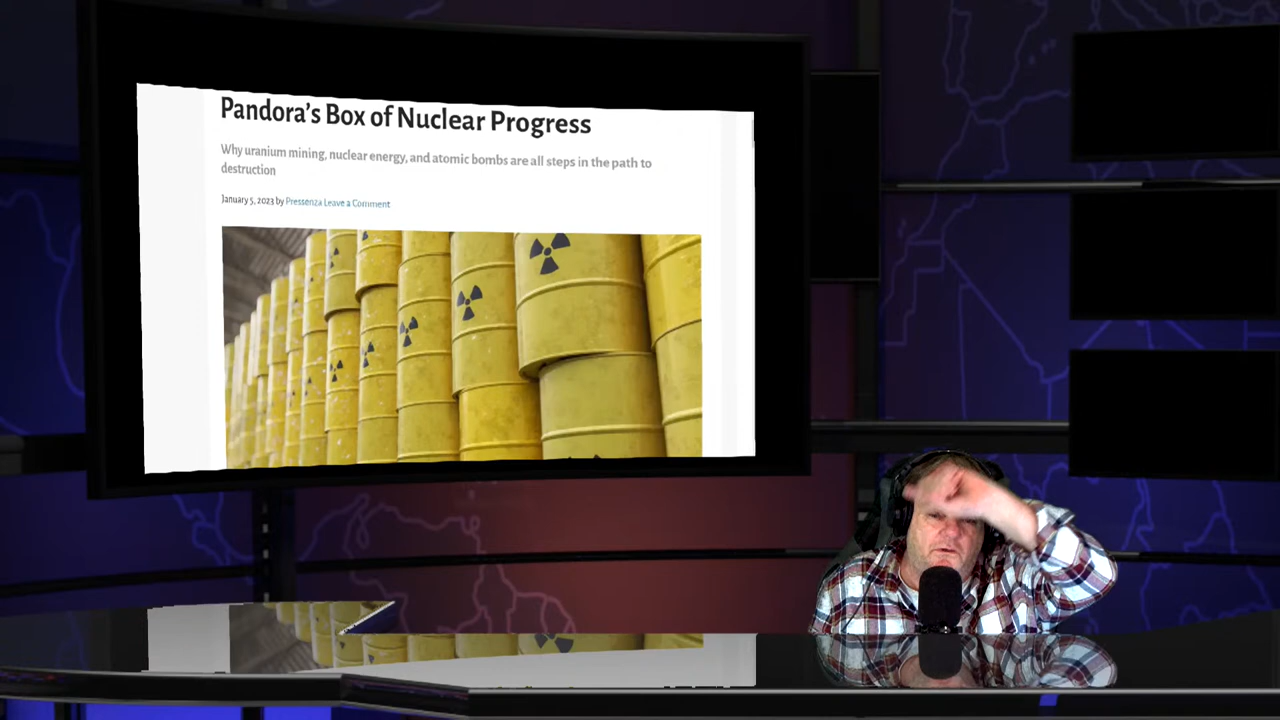 Pandora's Box of Nuclear Progress
Why uranium mining, nuclear energy, and atomic bombs are all steps in the path to
destruction
January 5, 2023 by Pressenza Leave a Comment